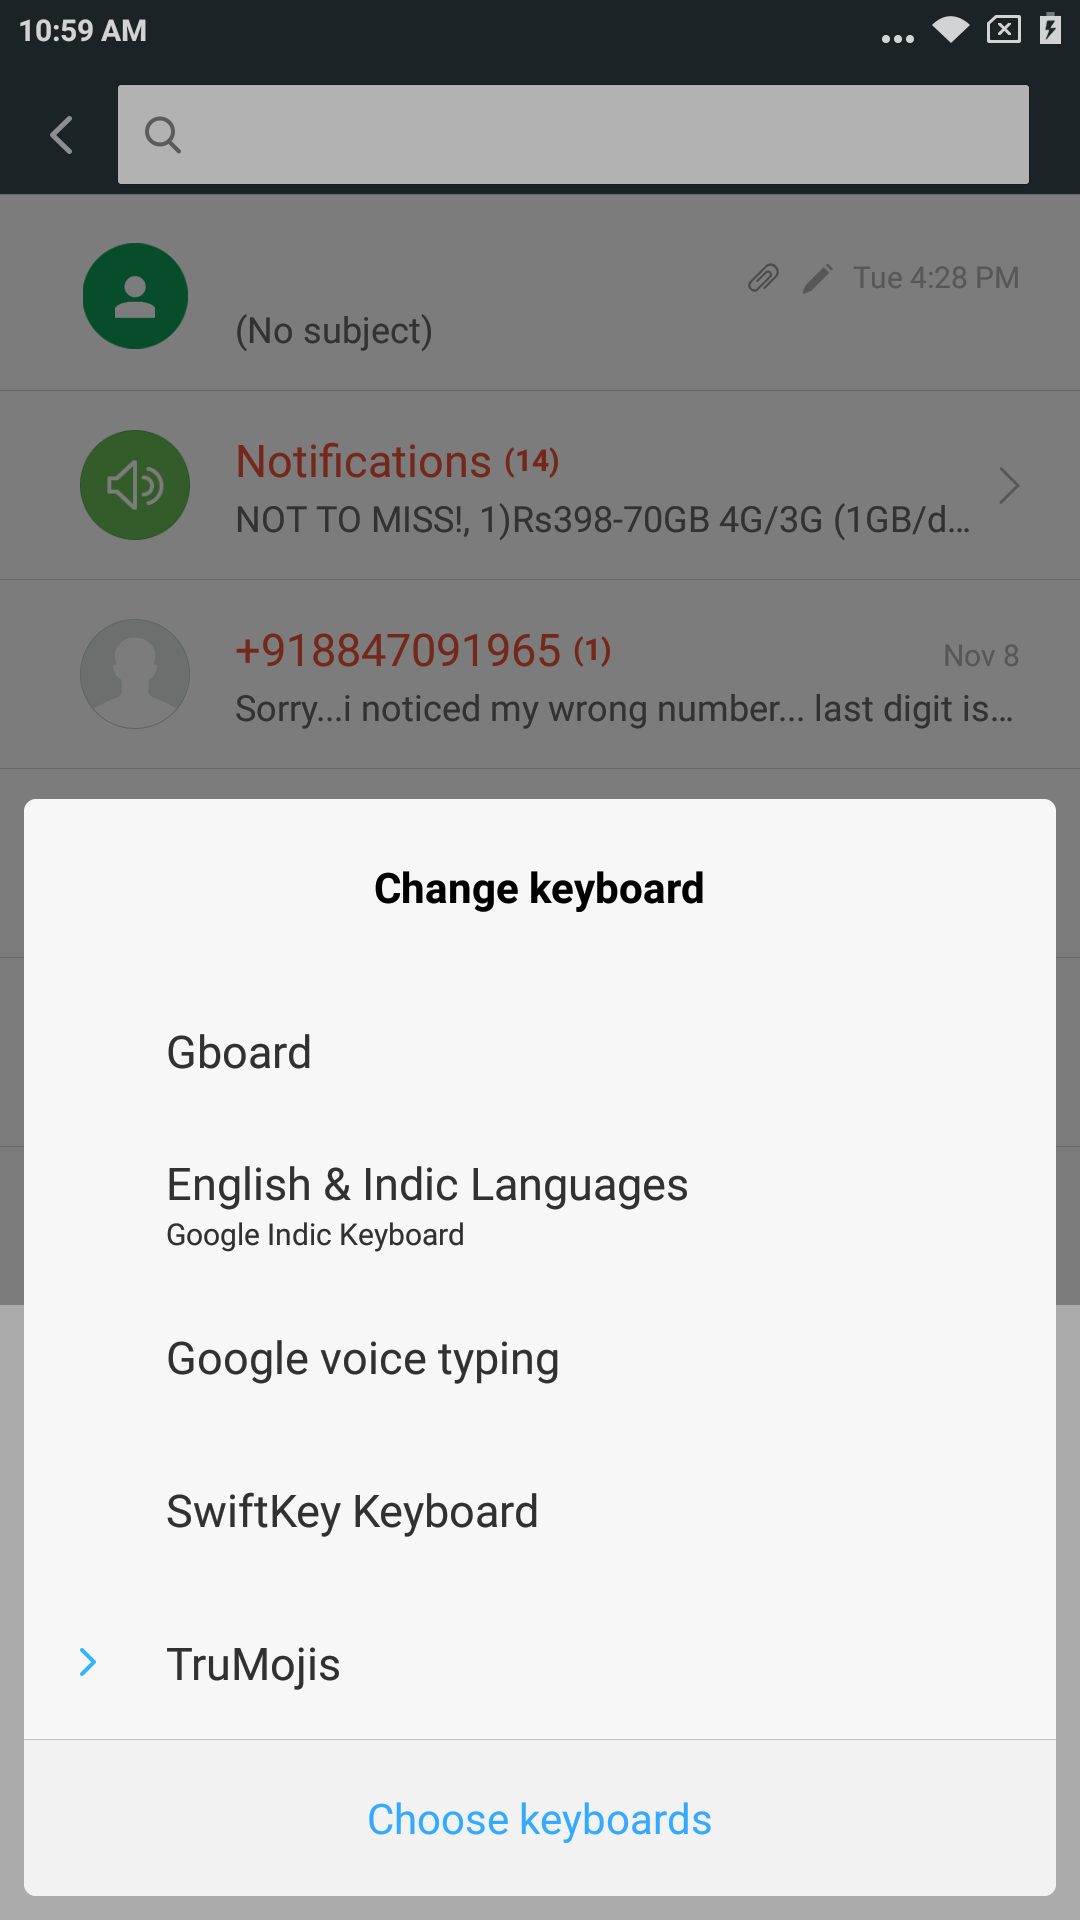 10:59 AM
Tue 4:28 PM
(No subject)
Notifications (14)
NOT TO MISS!, 1)Rs398-70GB 4G/3G (1GB/d...
+918847091965 (1)
Nov 8
Sorry...i noticed my wrong number... last digit is...
Change keyboard
Gboard
English & Indic Languages
Google Indic Keyboard
Google voice typing
SwiftKey Keyboard
TruMojis
Choose keyboards